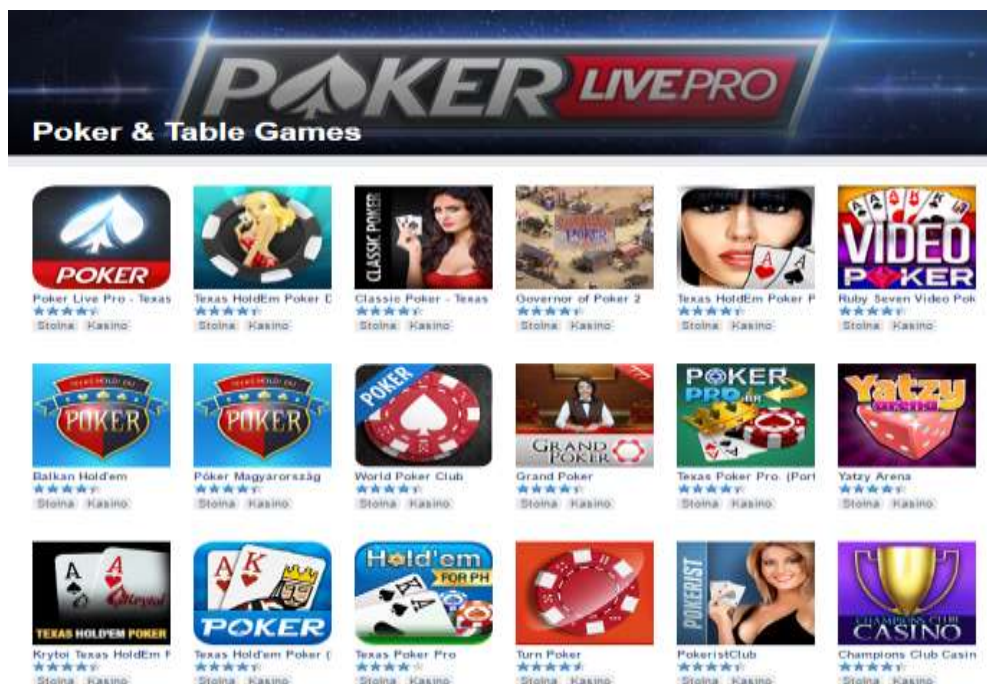 POKER LIVEPRO
Poker & Table Games
POKER
CLASSIC POKER
POKER
VIDEO
POKER
Poker Live Pro - Texas
Texas HoldEm Poker D
Classic Poker - Texas
Governor of Poker 2
Texas HoldEm Poker P
Ruby Seven Video Pok
Stolna Kasino
Stolna Kasino
Stolna Kasino
Stolna Kasino
Stolna Kasino
Stolna Kasino
TEXAS HOLD'EM
POKER
TEXAS HOLD'EM
POKER
POKER
GRAND
POKER
POKER
PRO.BR
Yatzy
arena
Balkan Hold'em
Póker Magyarország
World Poker Club
Grand Poker
Texas Poker Pro. (Port
Yatzy Arena
Stolna Kasino
Stolna Kasino
Stolna Kasino
Stolna Kasino
Stolna Kasino
Stolna Kasino
A A
Krytoi
TEXAS HOLD'EM POKER
A K
POKER
Hold'em
FOR PH
POKERIST
CHAMPIONS CLUB
CASINO
Krytoi Texas HoldEm P
Texas Hold'em Poker (
Texas Poker Pro
Turn Poker
PokeristClub
Champions Club Casin
Stolna Kasino
Stolna Kasino
Stolna Kasino
Stolna Kasino
Stolna Kasino
Stolna Kasino